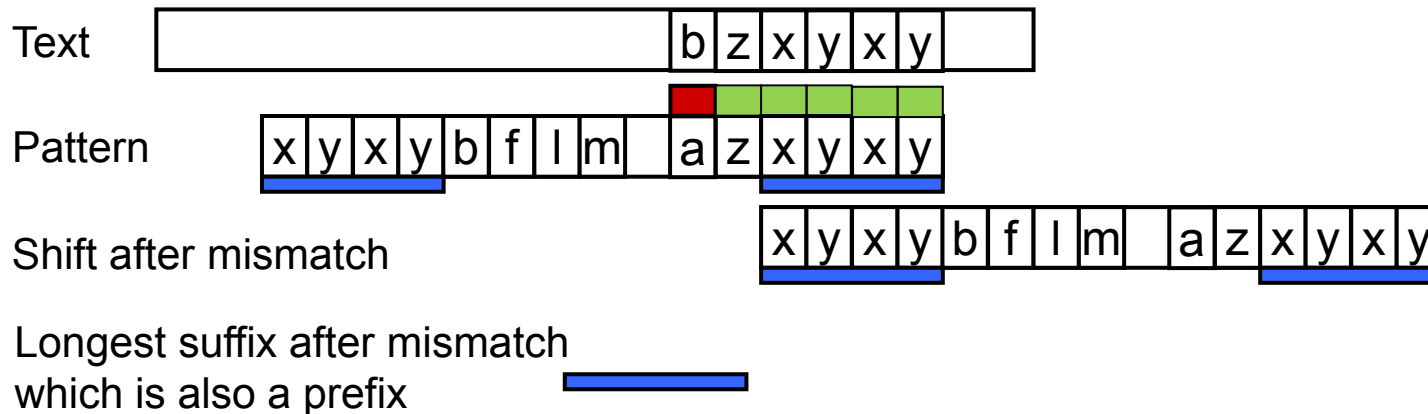 Text b z x y x y
Pattern x y x y b f l m a z x y x y
Shift after mismatch x y x y b f l m a z x y x y
Longest suffix after mismatch
which is also a prefix